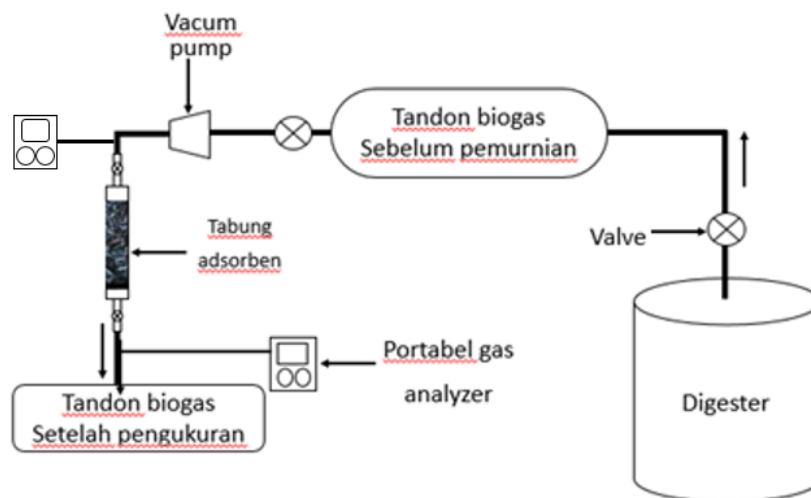 Vacum
pump
Tandon biogas
Sebelum pemurnian
Tabung
adsorben
Valve
Portabel gas
analyzer
Tandon biogas
Setelah pengukuran
Digester